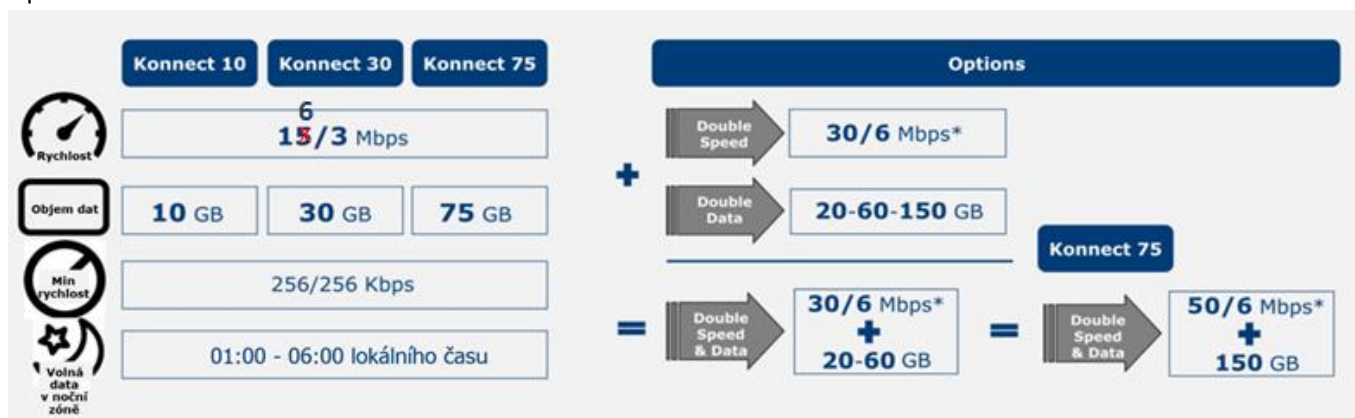 Konnect 10 Konnect 30 Konnect 75 Options
6
Rychlost 15/3 Mbps Double Speed 30/6 Mbps*
+
Objem dat 10 GB 30 GB 75 GB Double Data 20-60-150 GB
Konnect 75
Min rychlost 256/256 Kbps
= Double Speed & Data 30/6 Mbps* + 20-60 GB = Double Speed & Data 50/6 Mbps* + 150 GB
Volná data v noční zóně 01:00 - 06:00 lokálního času